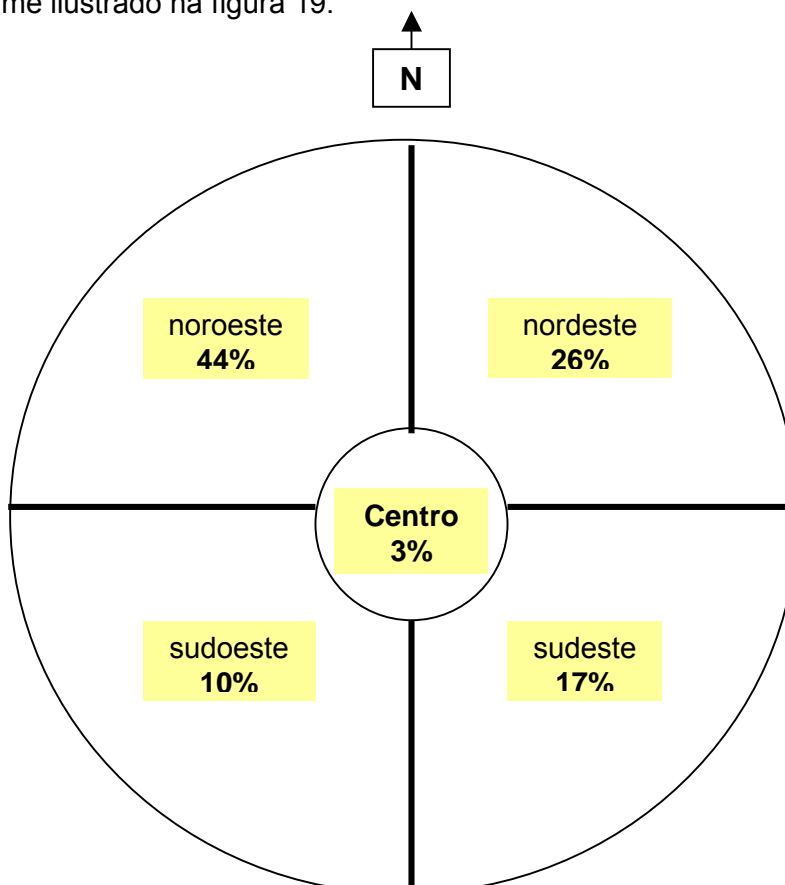 me ilustrado na figura 19.
N
noroeste
44%
nordeste
26%
Centro
3%
sudoeste
10%
sudeste
17%